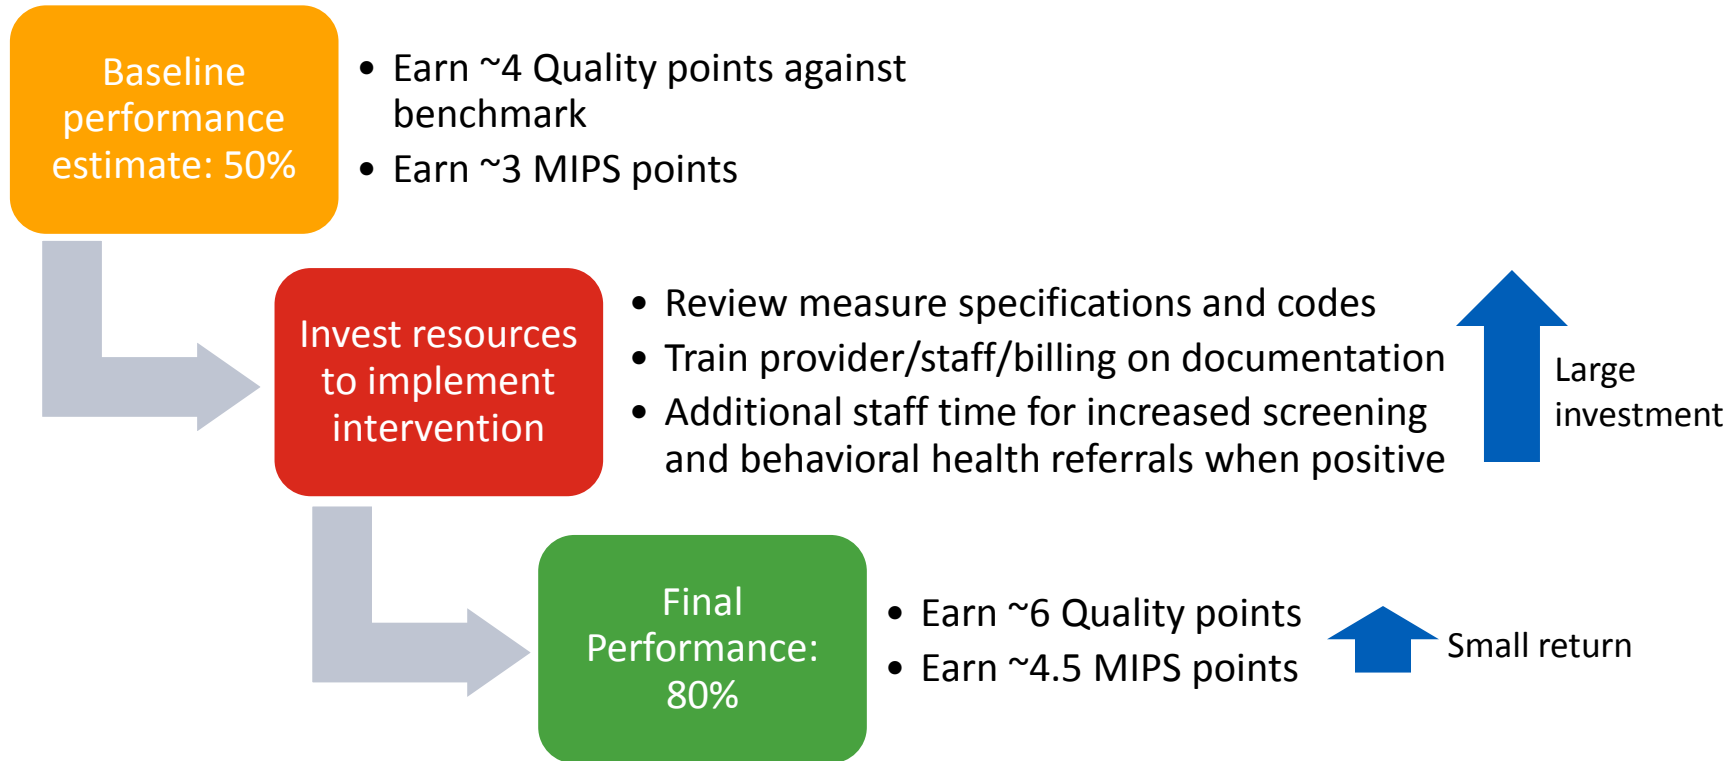 Baseline
performance
estimate: 50%
• Earn ~4 Quality points against
benchmark
• Earn ~3 MIPS points
Invest resources
to implement
intervention
• Review measure specifications and codes
• Train provider/staff/billing on documentation
• Additional staff time for increased screening
and behavioral health referrals when positive
Large
investment
Final
Performance:
80%
• Earn ~6 Quality points
• Earn ~4.5 MIPS points
Small return